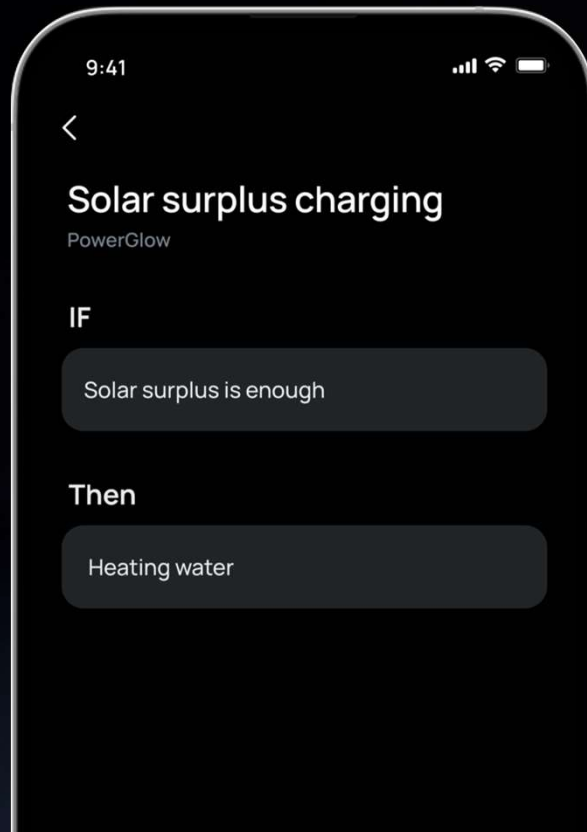 9:41
Solar surplus charging
PowerGlow
IF
Solar surplus is enough
Then
Heating water